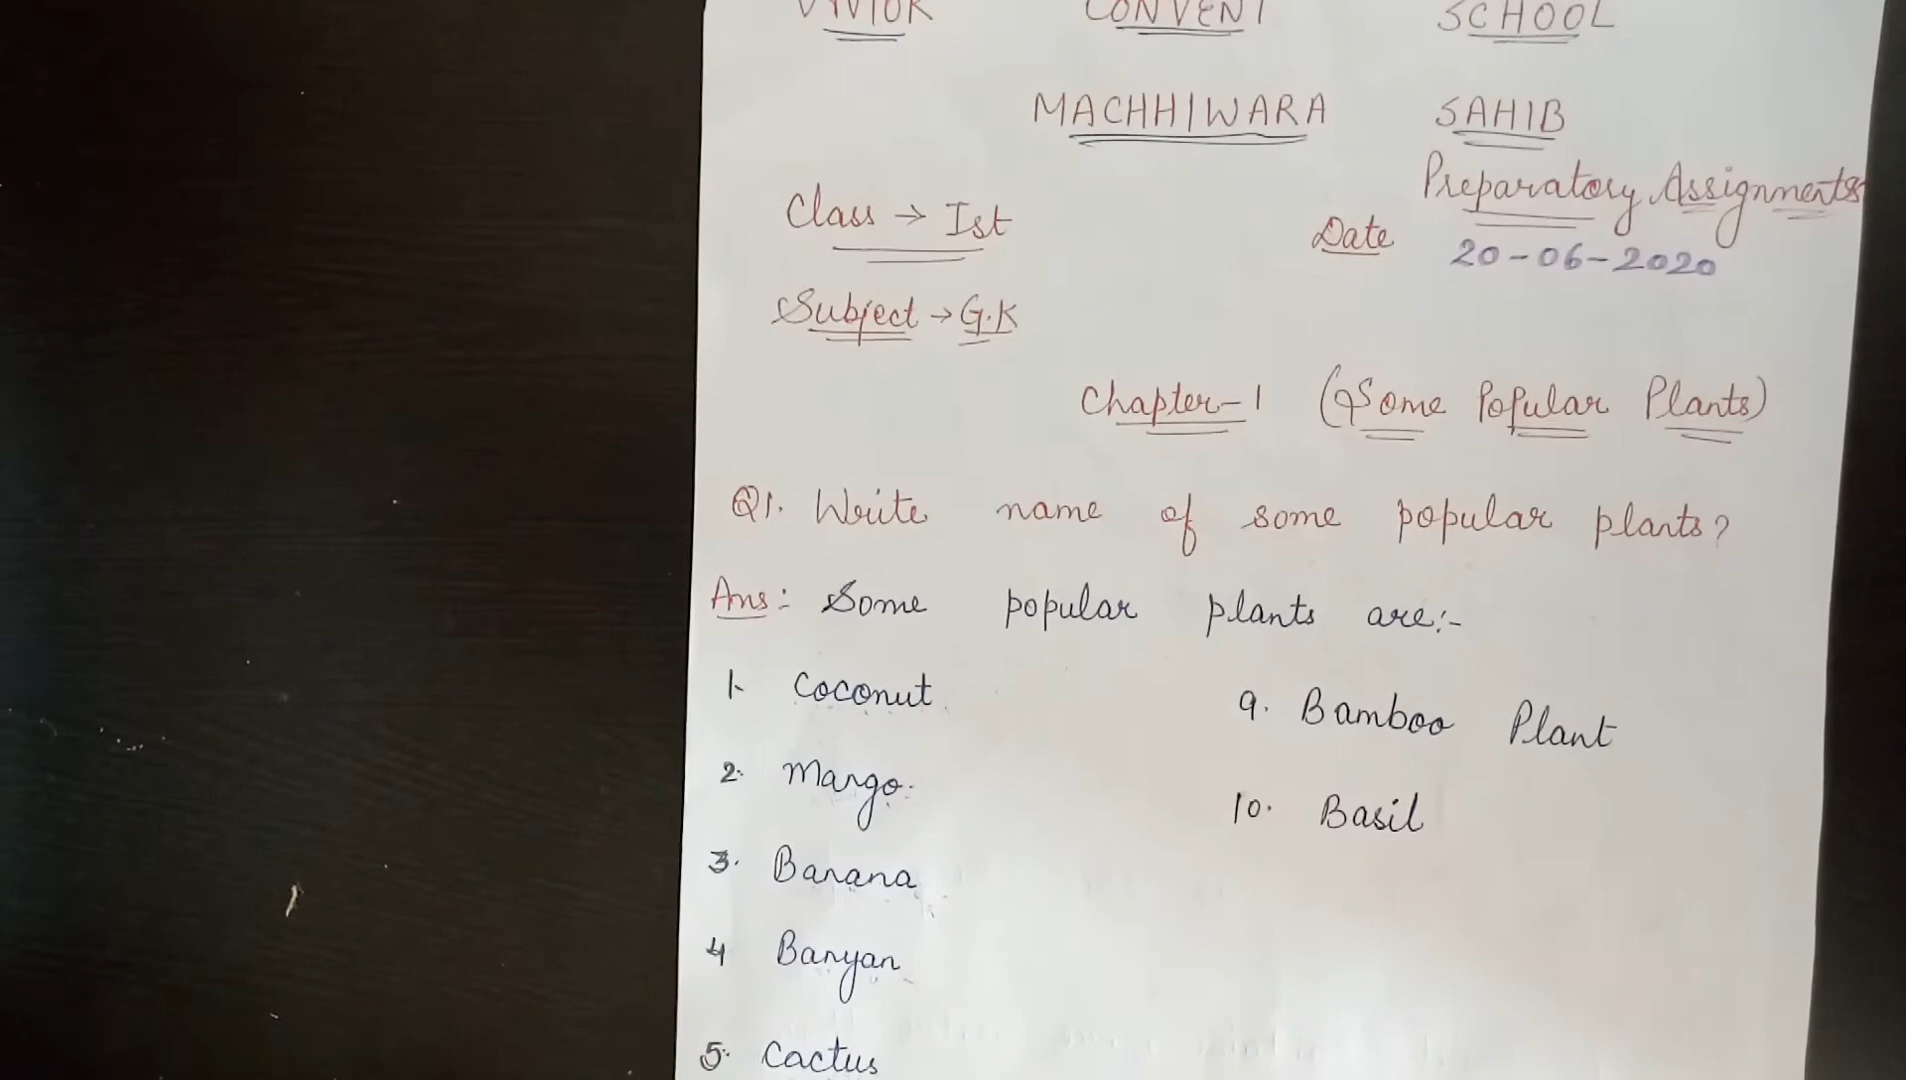 CONVENT SCHOOL
MACHHIWARA SAHIB
Preparatory Assignments
Class → Ist
Date 20-06-2020
Subject → G.K
Chapter-1 (Some Popular Plants)
Q1. Write name of some popular plants?
Ans: Some popular plants are:-
1. Coconut
2. Mango.
3. Banana
4 Banyan
5. Cactus
9. Bamboo Plant
10. Basil